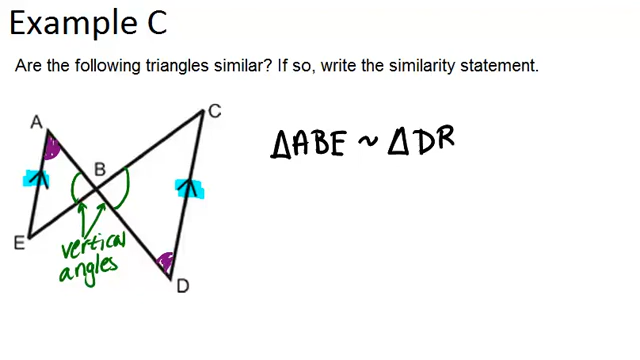 Example C
Are the following triangles similar? If so, write the similarity statement.
A
C
B
E
D
vertical
angles
ΔABE ~ ΔDR